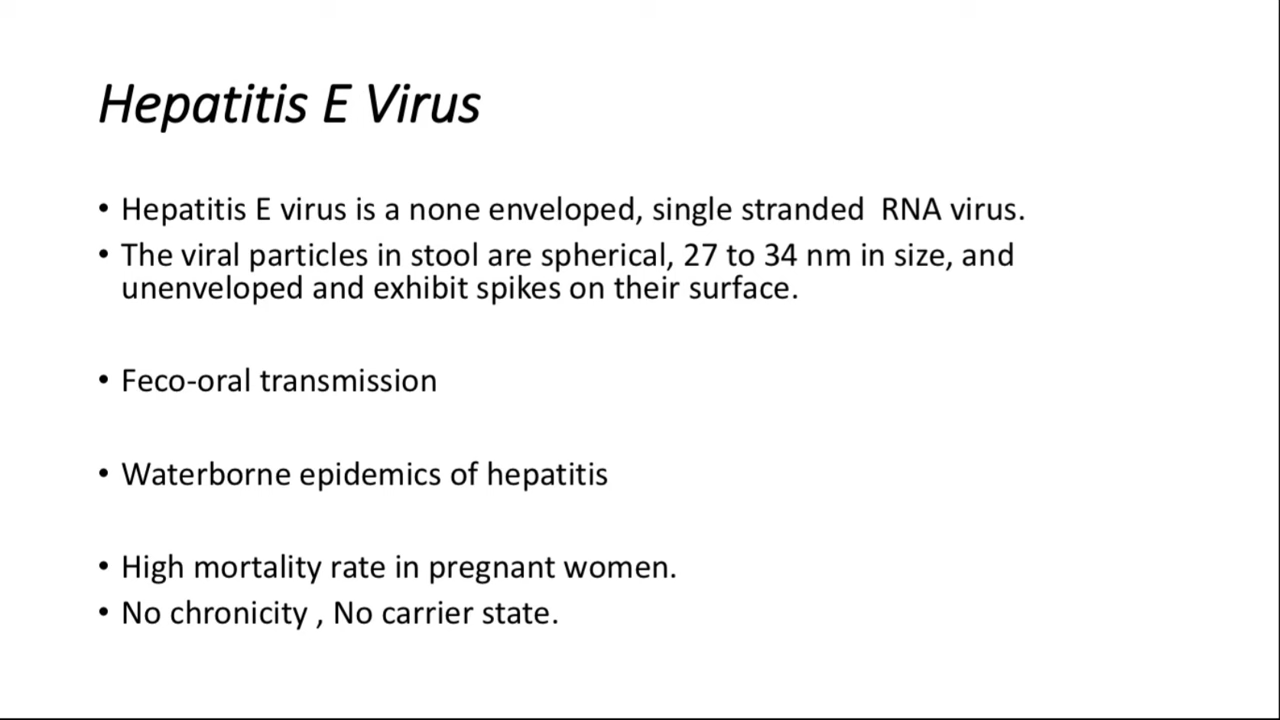 Hepatitis E Virus
• Hepatitis E virus is a none enveloped, single stranded  RNA virus.
• The viral particles in stool are spherical, 27 to 34 nm in size, and
unenveloped and exhibit spikes on their surface.
• Feco-oral transmission
• Waterborne epidemics of hepatitis
• High mortality rate in pregnant women.
• No chronicity , No carrier state.